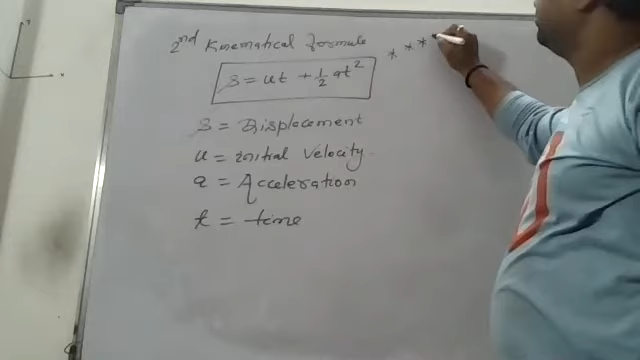 2nd Kinematical formula * * *
S = ut + 1/2 at²
S = Displacement
u = initial velocity
a = Acceleration
t = time
Y
x